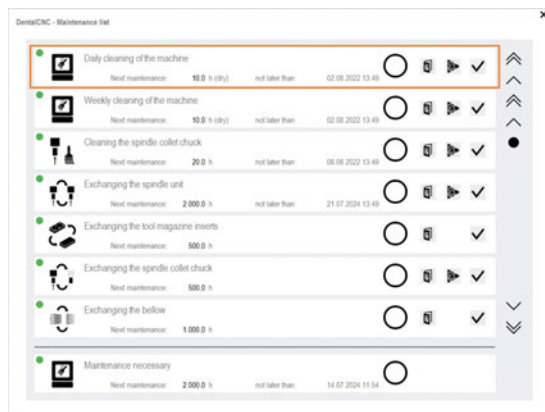 DentalCNC - Maintenance list
Daily cleaning of the machine
Next maintenance: 10.0 h (dry) not later than: 02 08 2022 13:49
Weekly cleaning of the machine
Next maintenance: 10.0 h (dry) not later than: 02 08 2022 13:49
Cleaning the spindle collet chuck
Next maintenance: 20.0 h not later than: 08 08 2022 13:49
Exchanging the spindle unit
Next maintenance: 2 000.0 h not later than: 21.07 2024 13:49
Exchanging the tool magazine inserts
Next maintenance: 500.0 h
Exchanging the spindle collet chuck
Next maintenance: 500.0 h
Exchanging the bellow
Next maintenance: 1 000.0 h
Maintenance necessary
Next maintenance: 2 000.0 h not later than: 14 07 2024 11:54